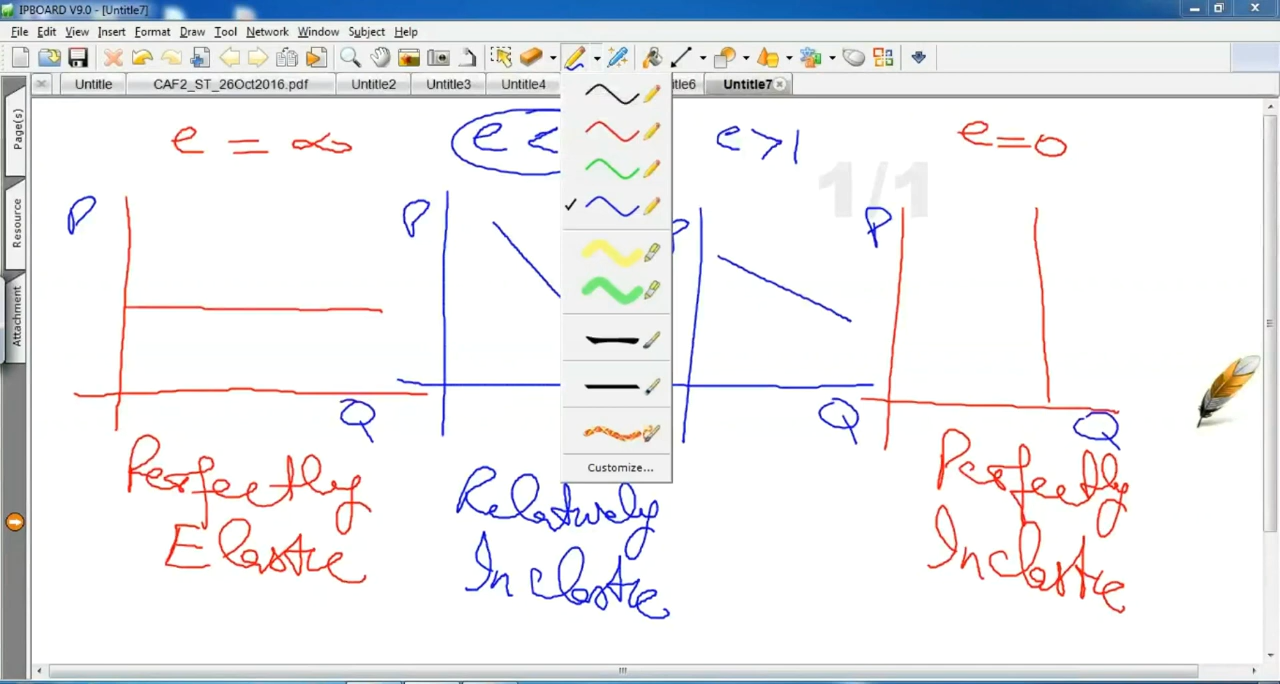 IPBOARD V9.0 - [Untitle7]
File Edit View Insert Format Draw Tool Network Window Subject Help
Untitle CAF2_ST_26Oct2016.pdf Untitle2 Untitle3 Untitle4 tle6 Untitle7
Page(s)
Resource
Attachment
Customize...
1/1
e = ∞
e <
e > 1
e = 0
P
P
P
P
Q
Q
Q
Perfectly
Elastic
Relatively
Inelastic
Perfectly
Inelastic